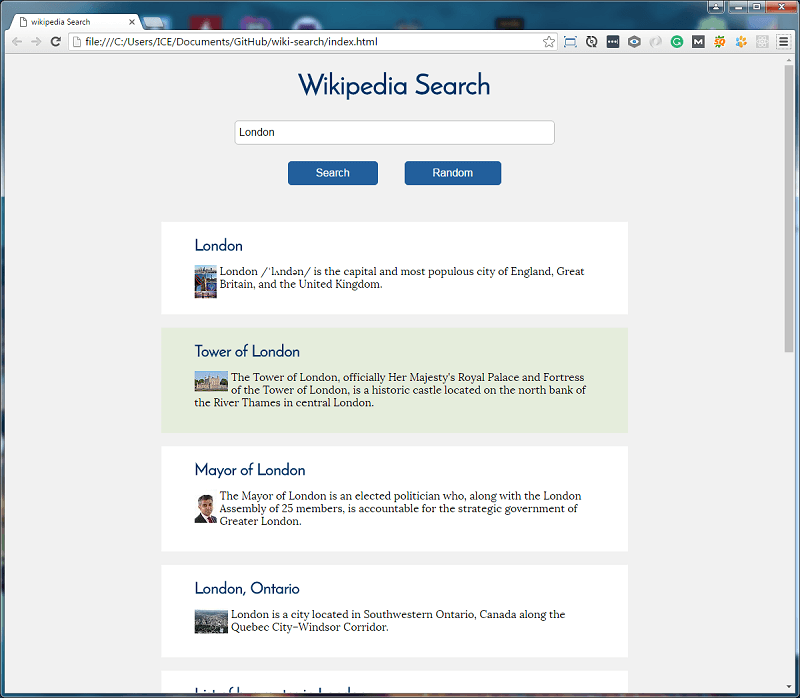 wikipedia Search
file:///C:/Users/ICE/Documents/GitHub/wiki-search/index.html
Wikipedia Search
London
Search
Random
London
London /ˈlʌndən/ is the capital and most populous city of England, Great
Britain, and the United Kingdom.
Tower of London
The Tower of London, officially Her Majesty's Royal Palace and Fortress
of the Tower of London, is a historic castle located on the north bank of
the River Thames in central London.
Mayor of London
The Mayor of London is an elected politician who, along with the London
Assembly of 25 members, is accountable for the strategic government of
Greater London.
London, Ontario
London is a city located in Southwestern Ontario, Canada along the
Quebec City–Windsor Corridor.